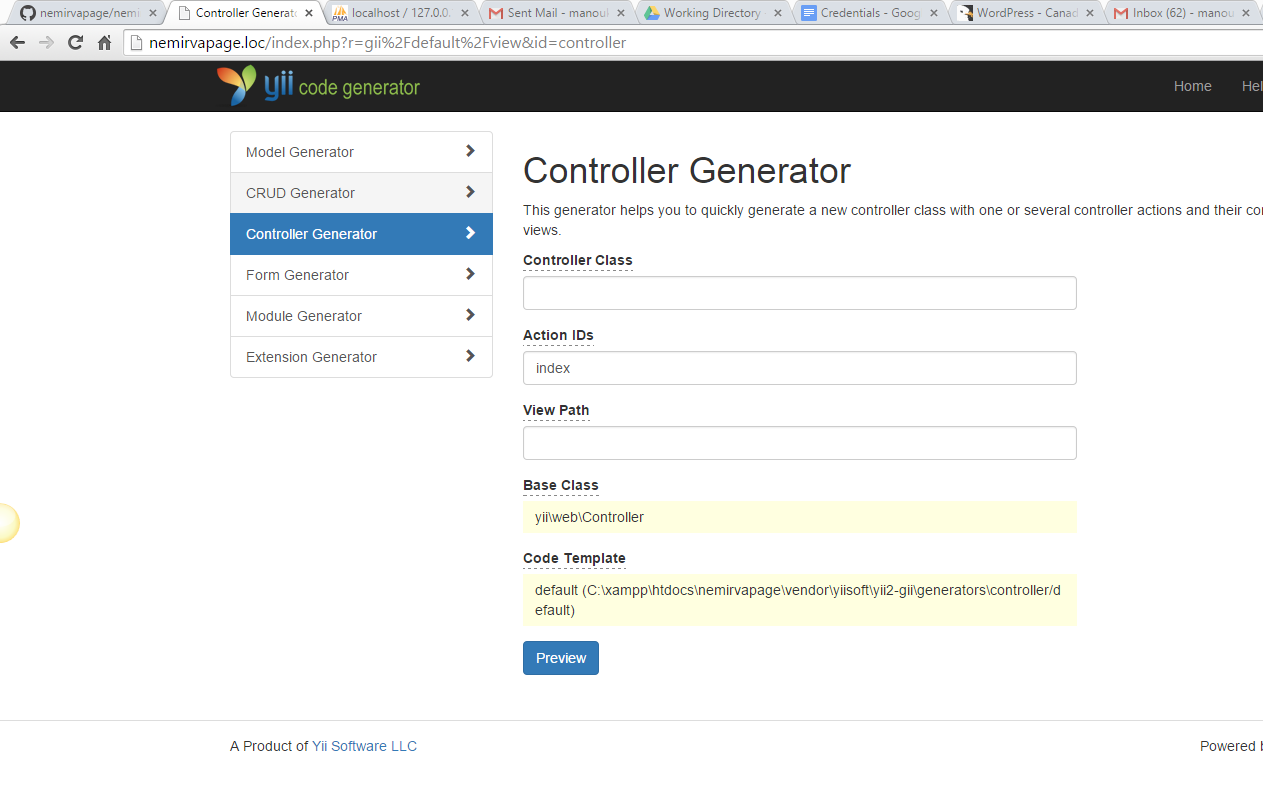 nemirvapage/nemi
Controller Generato
localhost / 127.0.0.
Sent Mail - manouk
Working Directory
Credentials - Goog
WordPress - Canad
Inbox (62) - manou
nemirvapage.loc/index.php?r=gii%2Fdefault%2Fview&id=controller
yii code generator
Home
Hel
Model Generator
CRUD Generator
Controller Generator
Form Generator
Module Generator
Extension Generator
Controller Generator
This generator helps you to quickly generate a new controller class with one or several controller actions and their cor
views.
Controller Class
Action IDs
index
View Path
Base Class
yii\web\Controller
Code Template
default (C:\xampp\htdocs\nemirvapage\vendor\yiisoft\yii2-gii\generators\controller/d
efault)
Preview
A Product of Yii Software LLC
Powered b